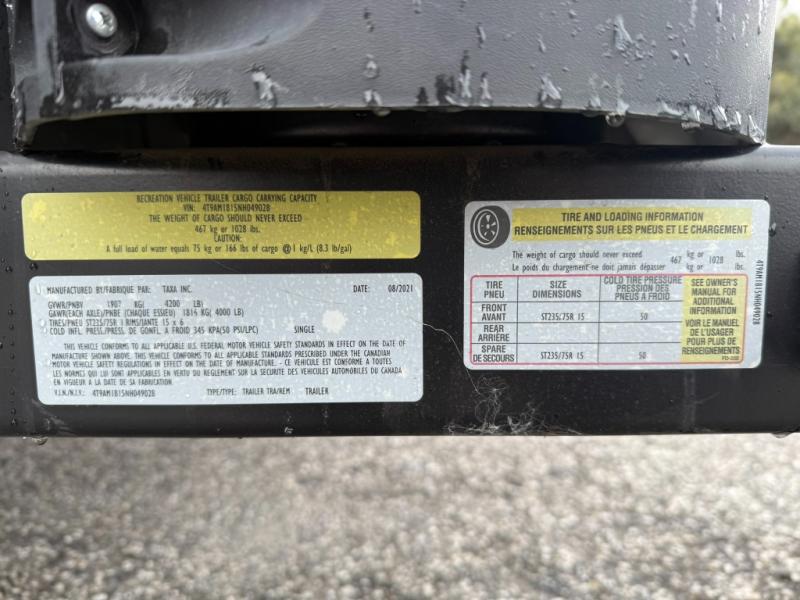 RECREATION VEHICLE TRAILER CARGO CARRYING CAPACITY
VIN: 4T9AM1815NH049028
THE WEIGHT OF CARGO SHOULD NEVER EXCEED
467 kg or 1028 lbs.
CAUTION:
A full load of water equals 75 kg or 166 lbs of cargo @ 1 kg/L (8.3 lb/gal)
MANUFACTURED BY/FABRIQUE PAR: TAXA INC. DATE: 08/2021
GVWR/PNBV 1907 KG( 4200 LB)
GAWR(EACH AXLE)/PNBE (CHAQUE ESSIEU) 1816 KG( 4000 LB)
TIRES/PNEU ST235/75R 15 RIMS/JANTE 15 x 6
COLD INFL. PRESS./PRESS. DE GONFL. A FROID 345 KPA(50 PSI/LPC) SINGLE
THIS VEHICLE CONFORMS TO ALL APPLICABLE U.S. FEDERAL MOTOR VEHICLE SAFETY STANDARDS IN EFFECT ON THE DATE OF
MANUFACTURE SHOWN ABOVE. THIS VEHICLE CONFORMS TO ALL APPLICABLE STANDARDS PRESCRIBED UNDER THE CANADIAN
MOTOR VEHICLE SAFETY REGULATIONS IN EFFECT ON THE DATE OF MANUFACTURE. - CE VEHICULE EST CONFORME A TOUTES
LES NORMES QUI LUI SONT APPLICABLES EN VERTU DU REGLEMENT SUR LA SECURITE DES VEHICULES AUTOMOBILES DU CANADA
EN VIGUEUR A LA DATE DE SA FABRICATION
V.I.N./N.I.V.: 4T9AM1815NH049028 TYPE/TYPE: TRAILER TRA/REM TRAILER
TIRE AND LOADING INFORMATION
RENSEIGNEMENTS SUR LES PNEUS ET LE CHARGEMENT
The weight of cargo should never exceed 467 kg or 1028 lbs.
Le poids du chargement ne doit jamais dépasser kg or lbs.
TIRE
PNEU
SIZE
DIMENSIONS
COLD TIRE PRESSURE
PRESSION DES
PNEUS A FROID
FRONT
AVANT
ST235/75R 15 50
REAR
ARRIÈRE
SPARE
DE SECOURS
ST235/75R 15 50
SEE OWNER'S
MANUAL FOR
ADDITIONAL
INFORMATION
VOIR LE MANUEL
DE L'USAGER
POUR PLUS DE
RENSEIGNEMENTS
4T9AM1815NH049028